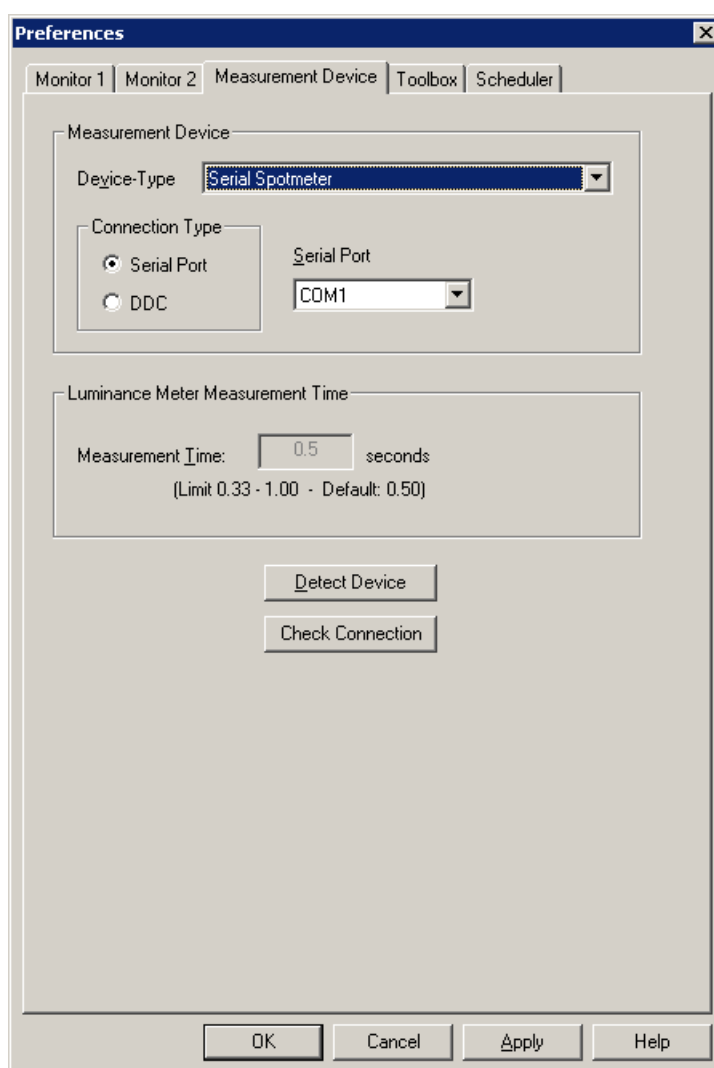 Preferences
Monitor 1 Monitor 2 Measurement Device Toolbox Scheduler
Measurement Device
Device-Type Serial Spotmeter
Connection Type
Serial Port
Serial Port
COM1
DDC
Luminance Meter Measurement Time
Measurement Time: 0.5 seconds
(Limit 0.33 - 1.00 - Default: 0.50)
Detect Device
Check Connection
OK Cancel Apply Help